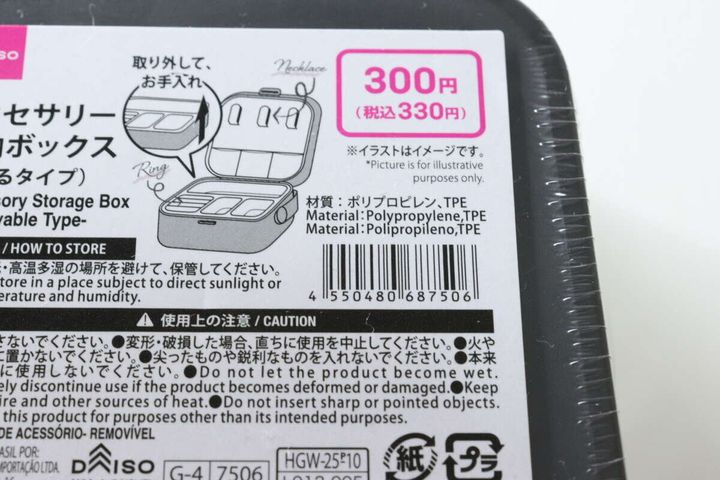 ISO
取り外して、
お手入れ
Necklace
300円
(税込330円)
セサリー
ボックス
るタイプ)
Ring
※イラストはイメージです。
*Picture is for illustrative
purposes only.
sory Storage Box
vable Type-
材質:ポリプロピレン、TPE
Material:Polypropylene,TPE
Material:Polipropileno,TPE
/ HOW TO STORE
・高温多湿の場所を避けて、保管してください。
tore in a place subject to direct sunlight or
erature and humidity.
4 550480 687506
使用上の注意 / CAUTION
さないでください。●変形・破損した場合、直ちに使用を中止してください。●火や
に置かないでください。●尖ったものや鋭利なものを入れないでください。●本来
に使用しないでください。●Do not let the product become wet.
ely discontinue use if the product becomes deformed or damaged.●Keep
ire and other sources of heat.●Do not insert sharp or pointed objects.
this product for purposes other than its intended purposes.
DE ACESSÓRIO- REMOVÍVEL
ASIL POR:
MPORTAÇÃO LTDA.
DAISO
G-4 7506
HGW-25P10
紙
プラ